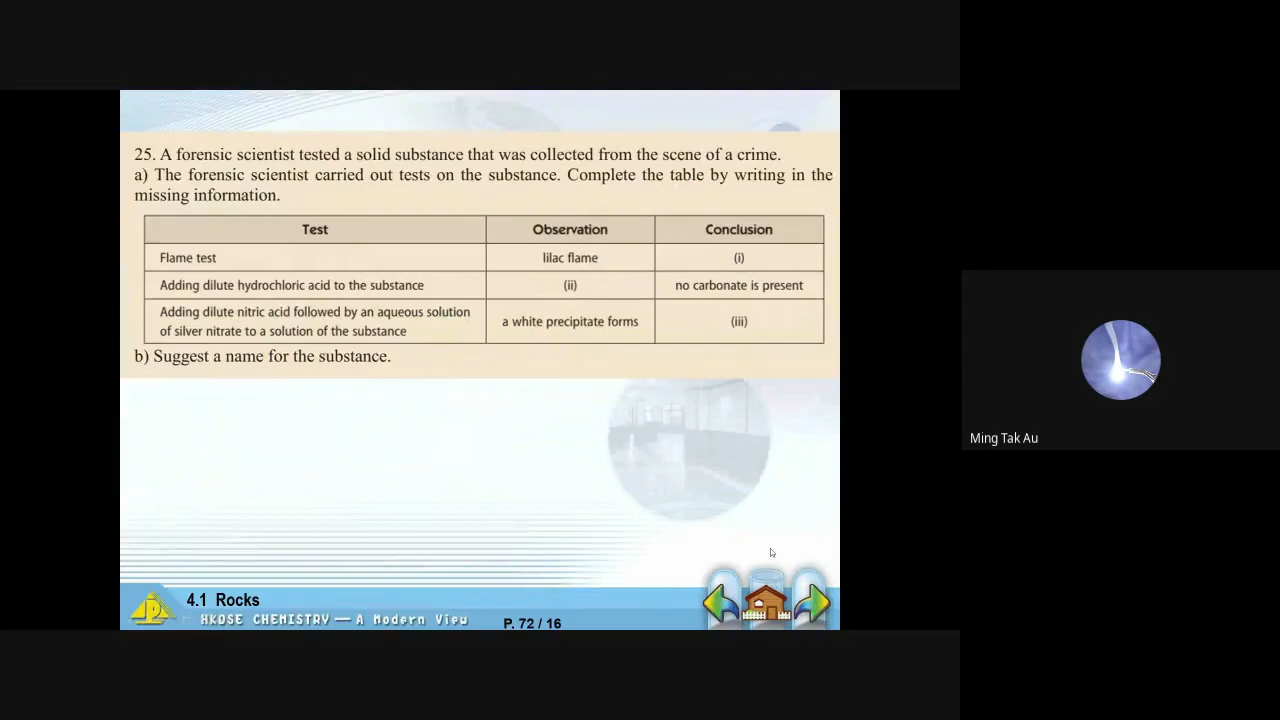 25. A forensic scientist tested a solid substance that was collected from the scene of a crime.
a) The forensic scientist carried out tests on the substance. Complete the table by writing in the
missing information.
Test Observation Conclusion
Flame test lilac flame (i)
Adding dilute hydrochloric acid to the substance (ii) no carbonate is present
Adding dilute nitric acid followed by an aqueous solution
of silver nitrate to a solution of the substance a white precipitate forms (iii)
b) Suggest a name for the substance.
Ming Tak Au
4.1 Rocks
HKDSE CHEMISTRY — A Modern View
P. 72 / 16